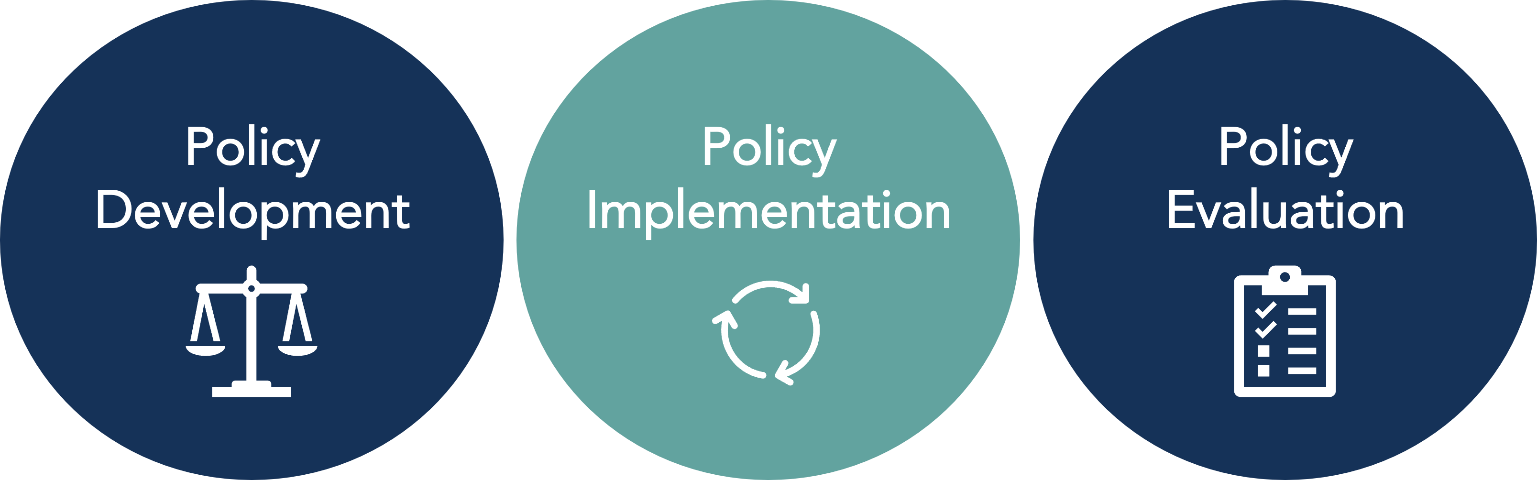 Policy
Development
Policy
Implementation
Policy
Evaluation